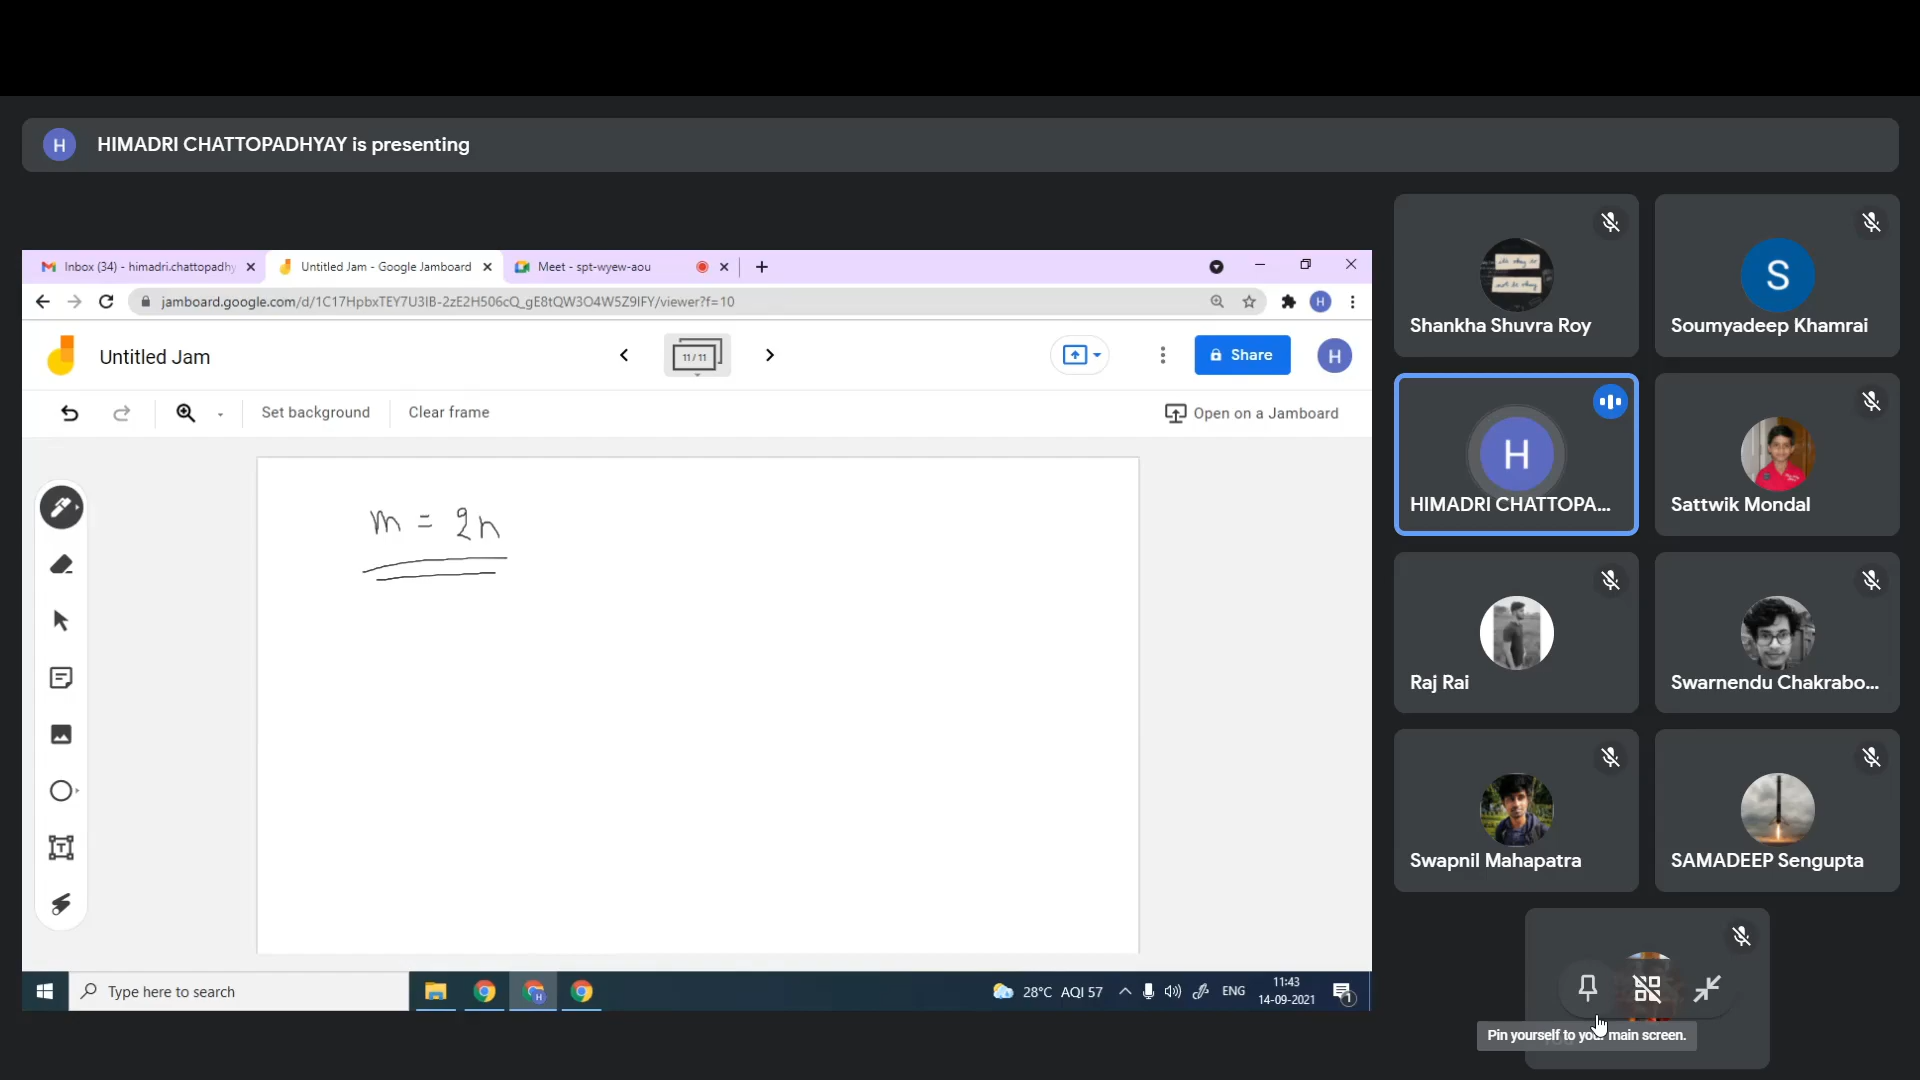 H HIMADRI CHATTOPADHYAY is presenting
Inbox (34) - himadri.chattopadhy
Untitled Jam - Google Jamboard
Meet - spt-wyew-aou
jamboard.google.com/d/1C17HpbxTEY7U3IB-2zE2H506cQ_gE8tQW3O4W5Z9IFY/viewer?f=10
H
Untitled Jam
11 / 11
Share
H
Set background
Clear frame
Open on a Jamboard
m = 2n
Type here to search
H
28°C AQI 57
ENG
11:43
14-09-2021
1
Shankha Shuvra Roy
S
Soumyadeep Khamrai
H
HIMADRI CHATTOPA...
Sattwik Mondal
Raj Rai
Swarnendu Chakrabo...
Swapnil Mahapatra
SAMADEEP Sengupta
Pin yourself to your main screen.